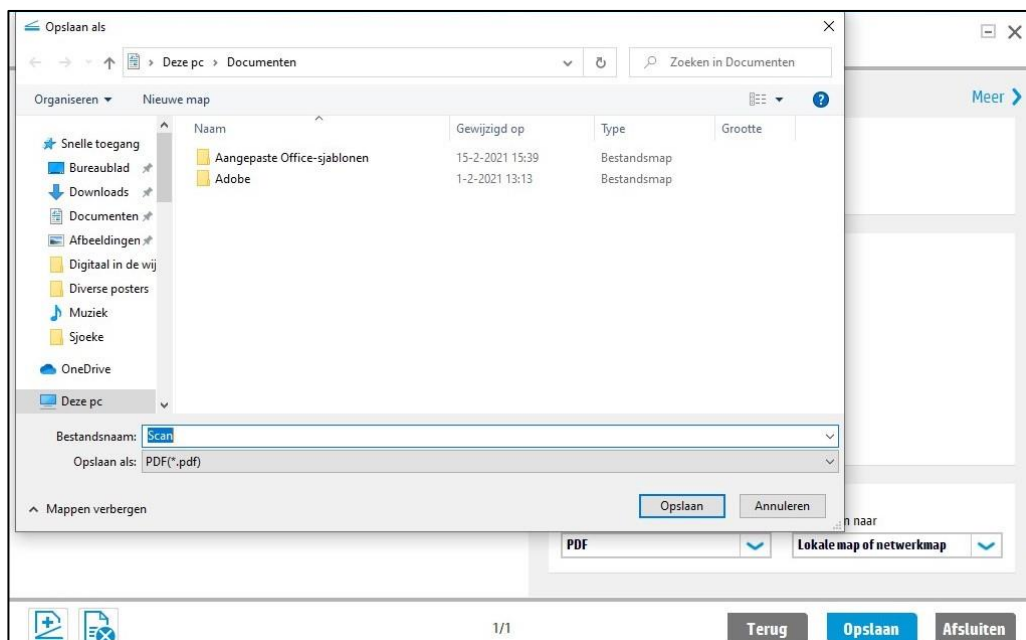 Opslaan als
Deze pc > Documenten
Zoeken in Documenten
Organiseren
Nieuwe map
Meer
Naam
Gewijzigd op
Type
Grootte
Snelle toegang
Bureaublad
Downloads
Documenten
Afbeeldingen
Digitaal in de wij
Diverse posters
Muziek
Sjoeke
OneDrive
Deze pc
Aangepaste Office-sjablonen 15-2-2021 15:39 Bestandsmap
Adobe 1-2-2021 13:13 Bestandsmap
Bestandsnaam: Scan
Opslaan als: PDF(*.pdf)
Mappen verbergen
Opslaan
Annuleren
n naar
PDF
Lokale map of netwerkmap
1/1
Terug
Opslaan
Afsluiten